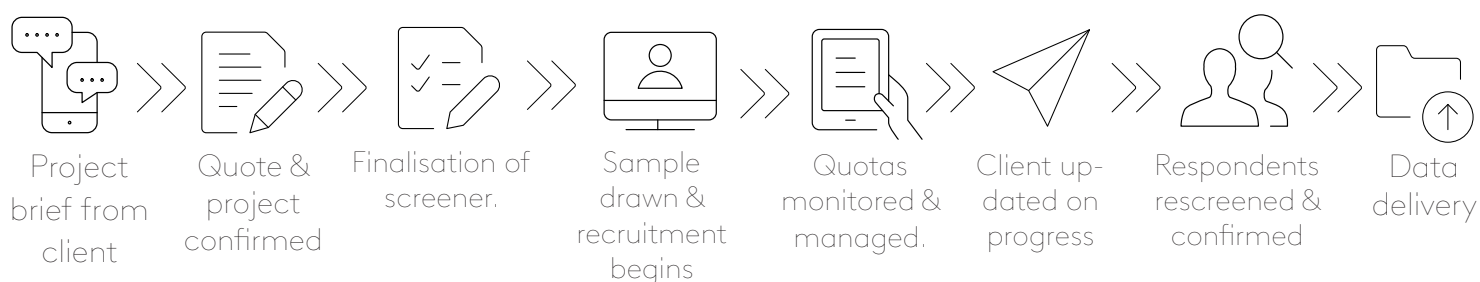 Project
brief from
client
Quote &
project
confirmed
Finalisation of
screener.
Sample
drawn &
recruitment
begins
Quotas
monitored &
managed.
Client up-
dated on
progress
Respondents
rescreened &
confirmed
Data
delivery